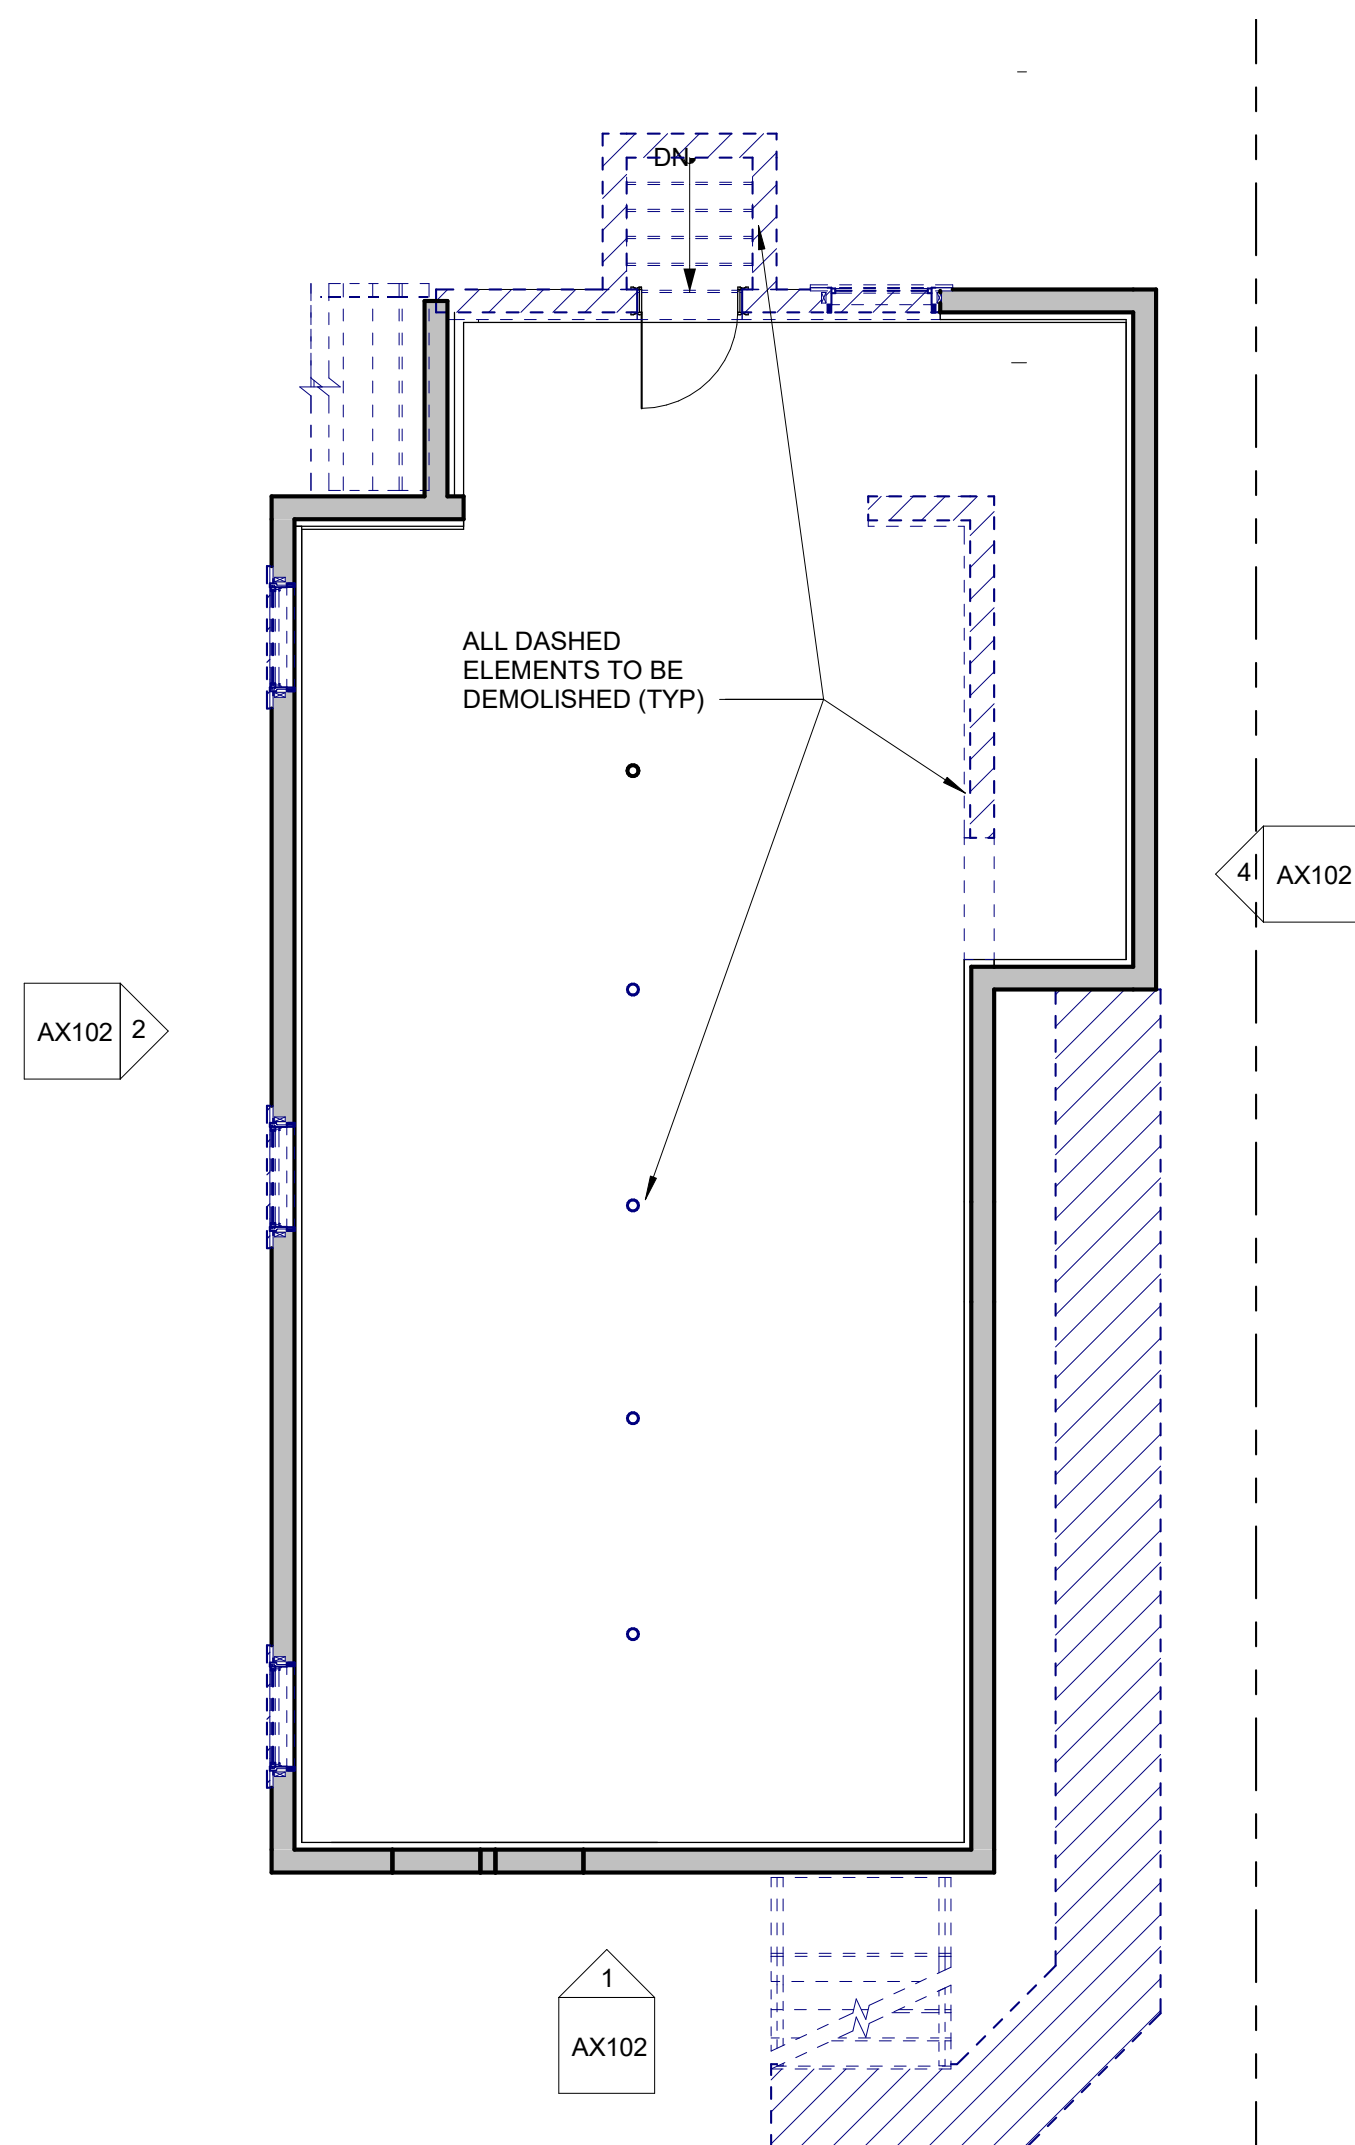 DN
ALL DASHED
ELEMENTS TO BE
DEMOLISHED (TYP)
4 AX102
AX102 2
1
AX102